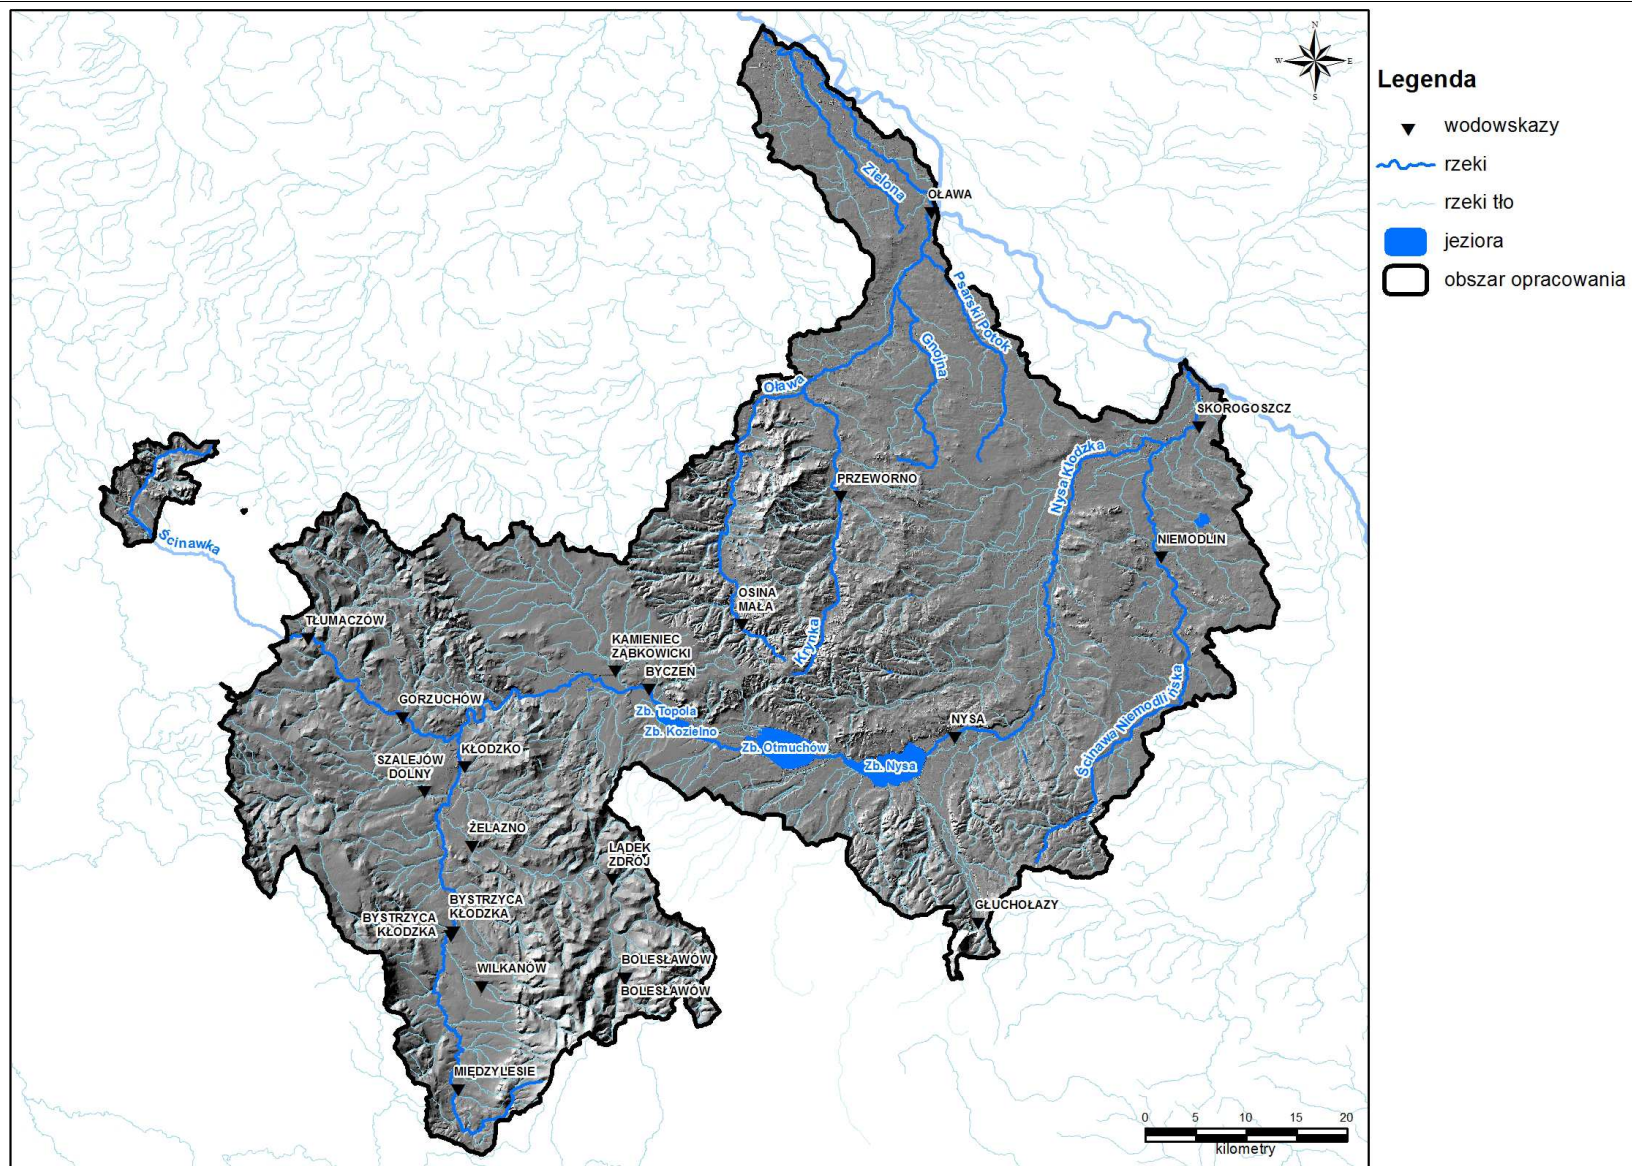 N
W
E
S
Legenda
wodowskazy
rzeki
rzeki tło
jeziora
obszar opracowania
Zielona
OŁAWA
Psarski Potok
Gnojna
Oława
SKOROGOSZCZ
Nysa Kłodzka
PRZEWORNO
Ścinawka
NIEMODLIN
OSINA
MAŁA
TŁUMACZÓW
KAMIENIEC
ZĄBKOWICKI
Krynka
BYCZEŃ
GORZUCHÓW
Zb. Topola
Zb. Kozielno
NYSA
Ścinawa Niemodlińska
KŁODZKO
Zb. Otmuchów
SZALEJÓW
DOLNY
Zb. Nysa
ŻELAZNO
LĄDEK
ZDRÓJ
BYSTRZYCA
KŁODZKA
BYSTRZYCA
KŁODZKA
GŁUCHOŁAZY
WILKANÓW
BOLESŁAWÓW
BOLESŁAWÓW
MIĘDZYLESIE
0 5 10 15 20
kilometry